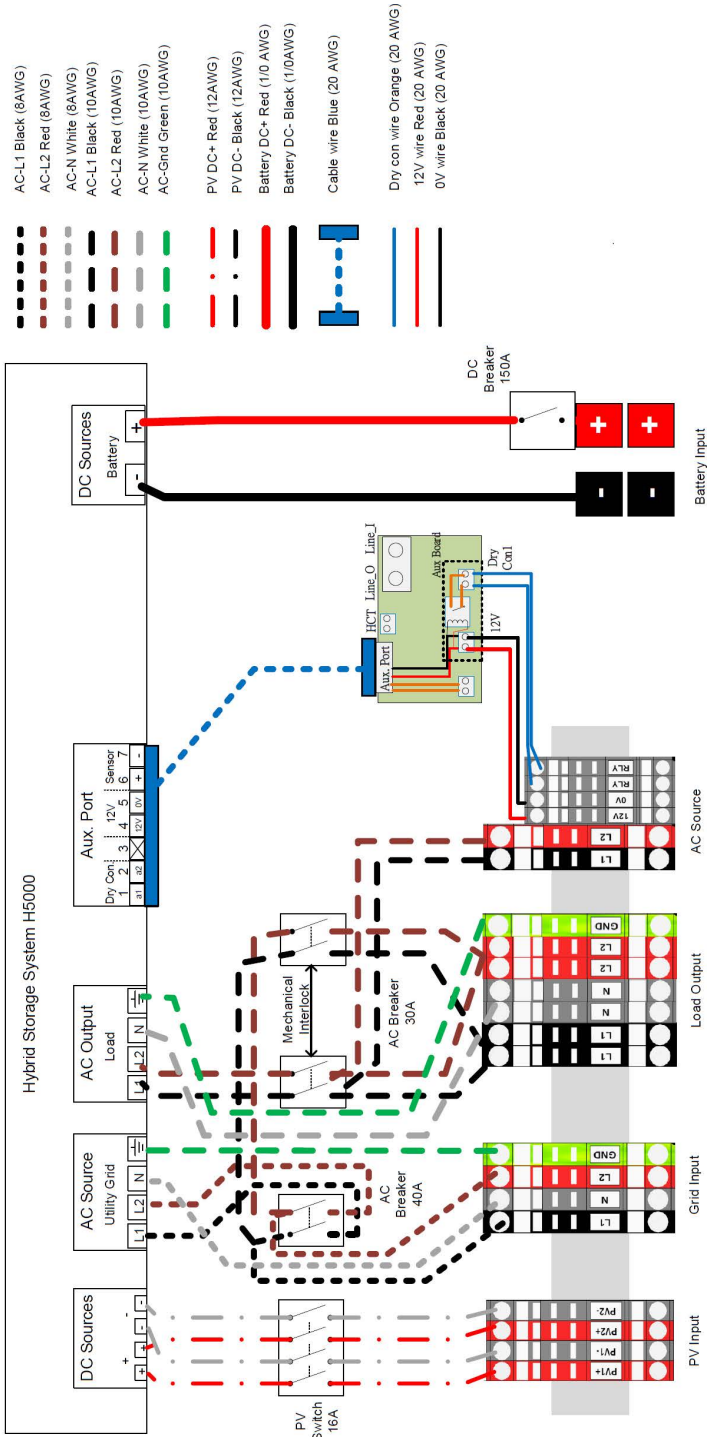 AC-L1 Black (8AWG)
AC-L2 Red (8AWG)
AC-N White (8AWG)
AC-L1 Black (10AWG)
AC-L2 Red (10AWG)
AC-N White (10AWG)
AC-Gnd Green (10AWG)
PV DC+ Red (12AWG)
PV DC- Black (12AWG)
Battery DC+ Red (1/0 AWG)
Battery DC- Black (1/0AWG)
Cable wire Blue (20 AWG)
Dry con wire Orange (20 AWG)
12V wire Red (20 AWG)
0V wire Black (20 AWG)
Hybrid Storage System H5000
DC Sources
+
-
+
+
-
-
AC Source
Utility Grid
L1
L2
N
AC Output
Load
L1
L2
N
Aux. Port
Dry Con.
12V
Sensor
1
2
3
4
5
6
7
a1
a2
12V
0V
+
-
DC Sources
Battery
-
+
PV
Switch
16A
AC
Breaker
40A
Mechanical
Interlock
AC Breaker
30A
DC
Breaker
150A
Aux. Port
HCT
Line_O
Line_I
Aux Board
12V
Dry
Con1
PV1+
PV1-
PV2+
PV2-
PV Input
L1
N
L2
GND
Grid Input
L1
L1
N
N
L2
L2
GND
Load Output
L1
L2
12V
0V
RLY
RLY
AC Source
-
-
+
+
Battery Input